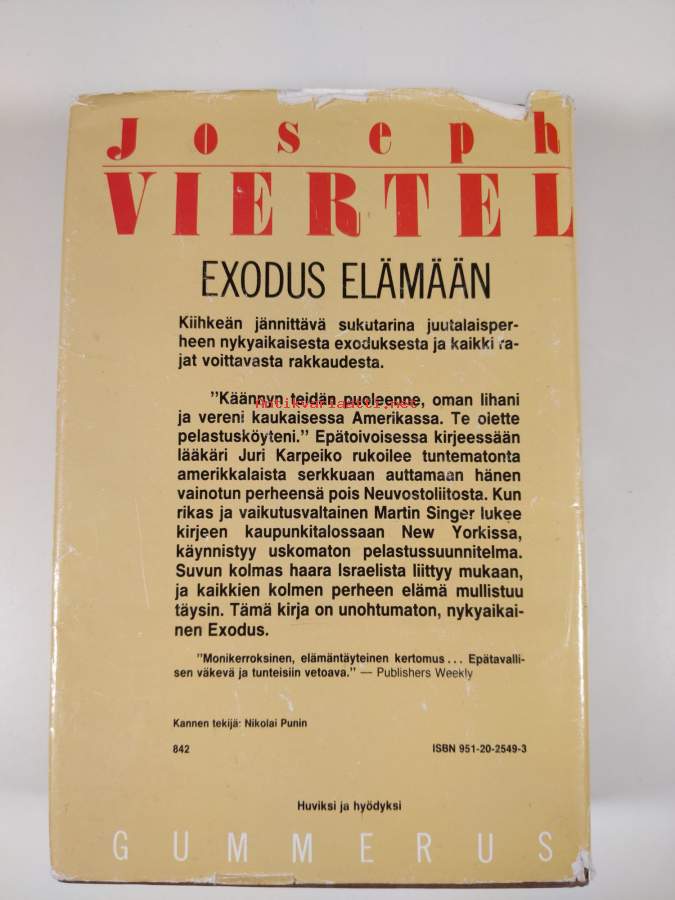 Joseph
VIERTEL
EXODUS ELÄMÄÄN
Kiihkeän jännittävä sukutarina juutalaisper-
heen nykyaikaisesta exoduksesta ja kaikki ra-
jat voittavasta rakkaudesta.
"Käännyn teidän puoleenne, oman lihani
Antikvariaatti.net
ja vereni kaukaisessa Amerikassa. Te olette
pelastusköyteni." Epätoivoisessa kirjeessään
lääkäri Juri Karpeiko rukoilee tuntematonta
amerikkalaista serkkuaan auttamaan hänen
vainotun perheensä pois Neuvostoliitosta. Kun
rikas ja vaikutusvaltainen Martin Singer lukee
kirjeen kaupunkitalossaan New Yorkissa,
käynnistyy uskomaton pelastussuunnitelma.
Suvun kolmas haara Israelista liittyy mukaan,
ja kaikkien kolmen perheen elämä mullistuu
täysin. Tämä kirja on unohtumaton, nykyaikai-
nen Exodus.
"Monikerroksinen, elämäntäyteinen kertomus... Epätavalli-
sen väkevä ja tunteisiin vetoava." — Publishers Weekly
Kannen tekijä: Nikolai Punin
842 ISBN 951-20-2549-3
Huviksi ja hyödyksi
GUMMERUS